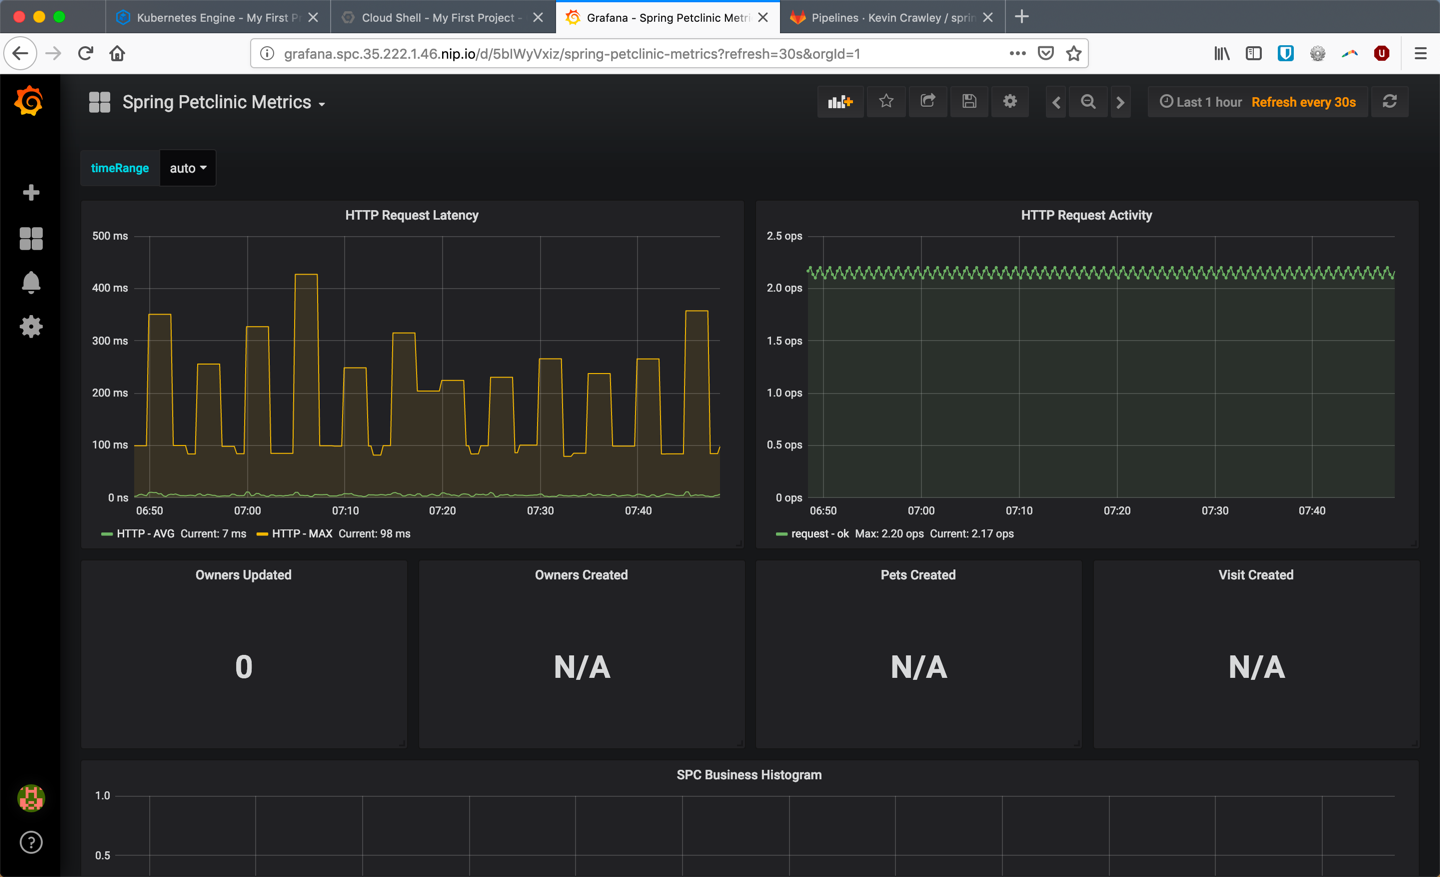 Kubernetes Engine - My First P
Cloud Shell - My First Project -
Grafana - Spring Petclinic Metri
Pipelines · Kevin Crawley / sprin
grafana.spc.35.222.1.46.nip.io/d/5blWyVxiz/spring-petclinic-metrics?refresh=30s&orgId=1
Spring Petclinic Metrics
Last 1 hour Refresh every 30s
timeRange auto
HTTP Request Latency
500 ms
400 ms
300 ms
200 ms
100 ms
0 ns
06:50 07:00 07:10 07:20 07:30 07:40
HTTP - AVG Current: 7 ms HTTP - MAX Current: 98 ms
HTTP Request Activity
2.5 ops
2.0 ops
1.5 ops
1.0 ops
0.5 ops
0 ops
06:50 07:00 07:10 07:20 07:30 07:40
request - ok Max: 2.20 ops Current: 2.17 ops
Owners Updated
0
Owners Created
N/A
Pets Created
N/A
Visit Created
N/A
SPC Business Histogram
1.0
0.5